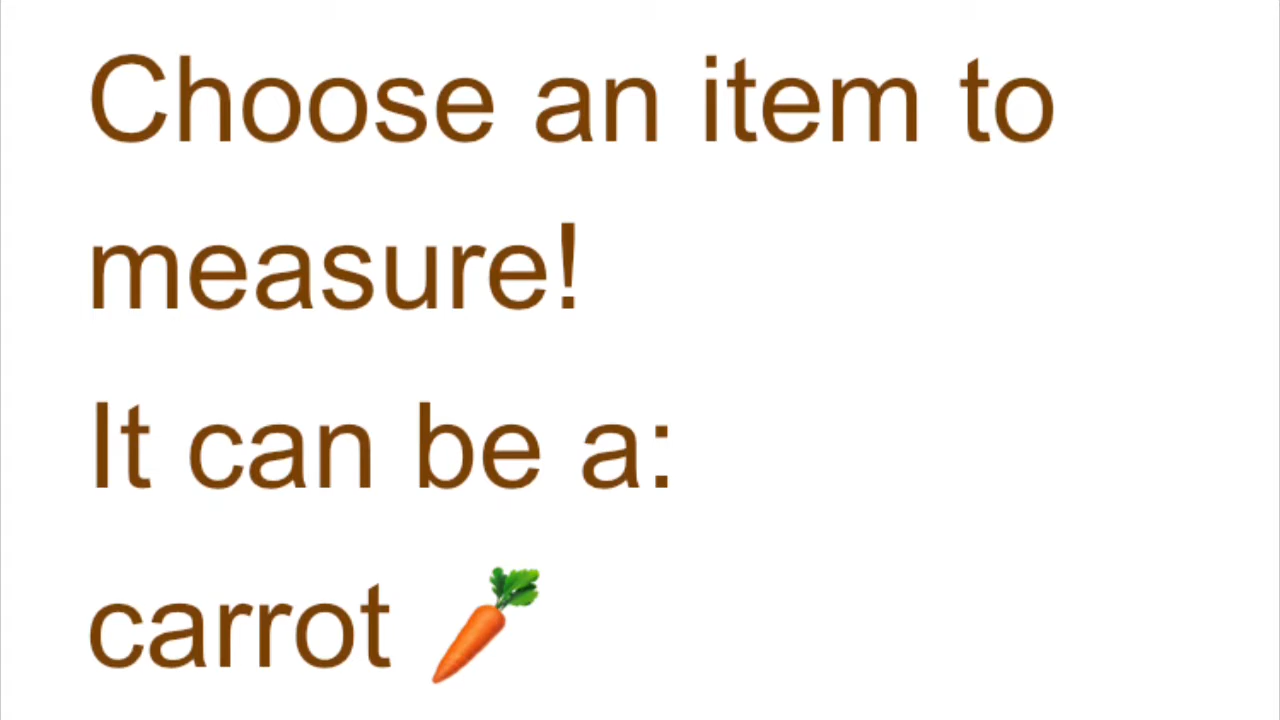 Choose an item to
measure!
It can be a:
carrot 🥕